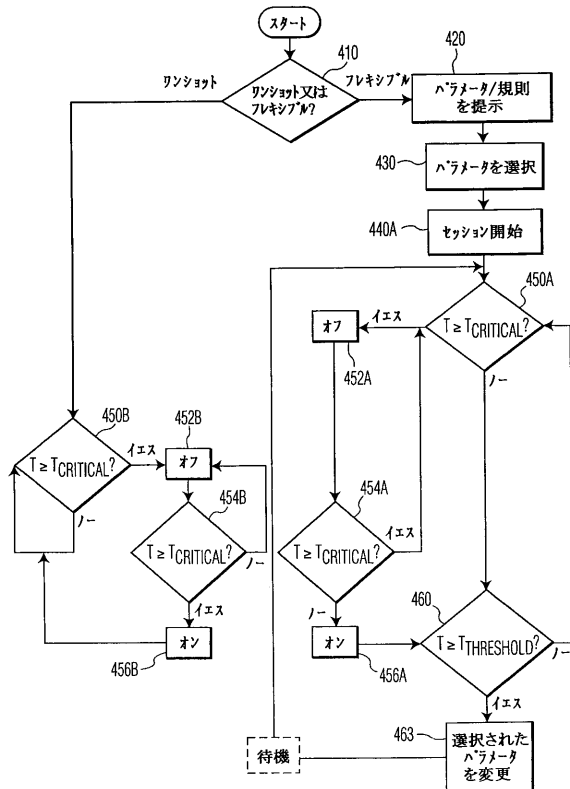 スタート
410
ワンショット
フレキシブル
ワンショット又は
フレキシブル?
420
パラメータ/規則
を提示
430
パラメータを選択
440A
セッション開始
450A
T ≥ TCRITICAL?
イエス
ノー
オフ
452A
450B
T ≥ TCRITICAL?
イエス
ノー
452B
オフ
454B
T ≥ TCRITICAL?
ノー
イエス
オン
456B
454A
T ≥ TCRITICAL?
イエス
ノー
オン
456A
460
T ≥ TTHRESHOLD?
ノー
イエス
463
選択された
パラメータ
を変更
待機